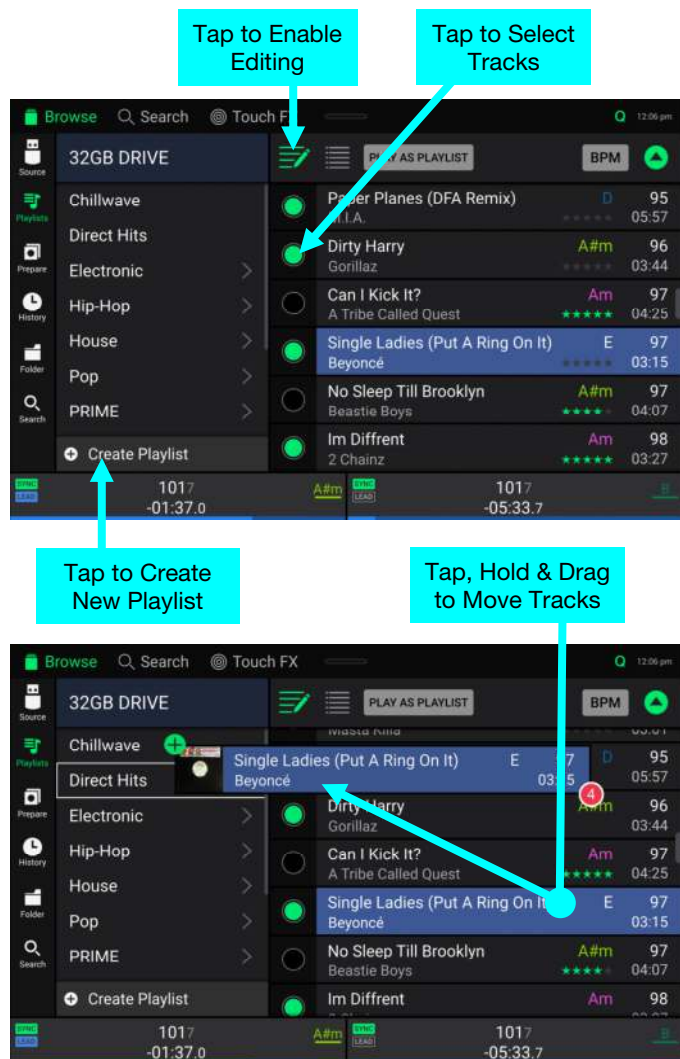 Tap to Enable
Editing
Tap to Select
Tracks
Browse Search Touch F Q 12:06 pm
Source
32GB DRIVE
PLAY AS PLAYLIST
BPM
Playlists
Prepare
History
Folder
Search
Chillwave
Direct Hits
Electronic
Hip-Hop
House
Pop
PRIME
Create Playlist
Paper Planes (DFA Remix) D 95
M.I.A. 05:57
Dirty Harry A#m 96
Gorillaz 03:44
Can I Kick It? Am 97
A Tribe Called Quest 04:25
Single Ladies (Put A Ring On It) E 97
Beyoncé 03:15
No Sleep Till Brooklyn A#m 97
Beastie Boys 04:07
Im Diffrent Am 98
2 Chainz 03:27
SYNC 1017 A#m SYNC 1017 B
LEAD -01:37.0 LEAD -05:33.7
Tap to Create
New Playlist
Tap, Hold & Drag
to Move Tracks
Browse Search Touch FX Q 12:06 pm
Source
32GB DRIVE
PLAY AS PLAYLIST
BPM
Playlists
Prepare
History
Folder
Search
Chillwave
Direct Hits
Electronic
Hip-Hop
House
Pop
PRIME
Create Playlist
Masta Killa
Single Ladies (Put A Ring On It) E 97
Beyoncé
4
D 95
05:57
Dirty Harry A#m 96
Gorillaz 03:44
Can I Kick It? Am 97
A Tribe Called Quest 04:25
Single Ladies (Put A Ring On It E 97
Beyoncé 03:15
No Sleep Till Brooklyn A#m 97
Beastie Boys 04:07
Im Diffrent Am 98
SYNC 1017 A#m SYNC 1017 B
LEAD -01:37.0 LEAD -05:33.7